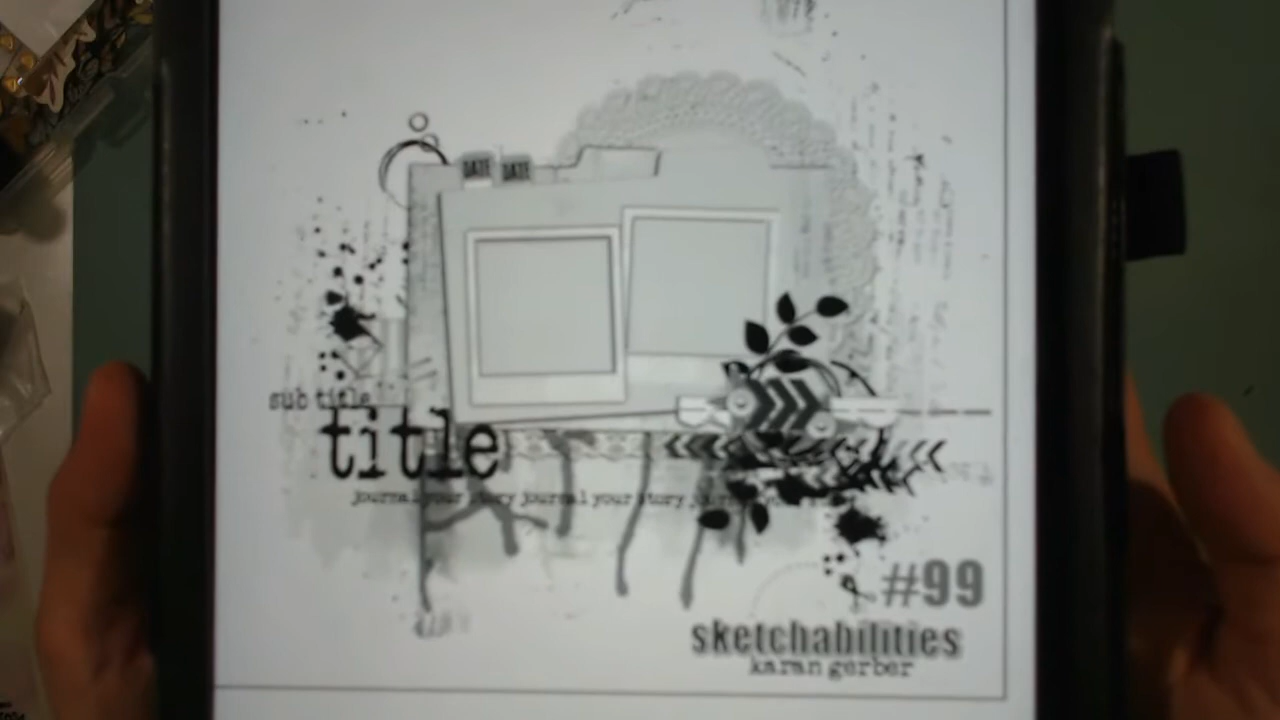 DATE DATE
sub title
title
journal your story journal your story
#99
sketchabilities
karan gerber